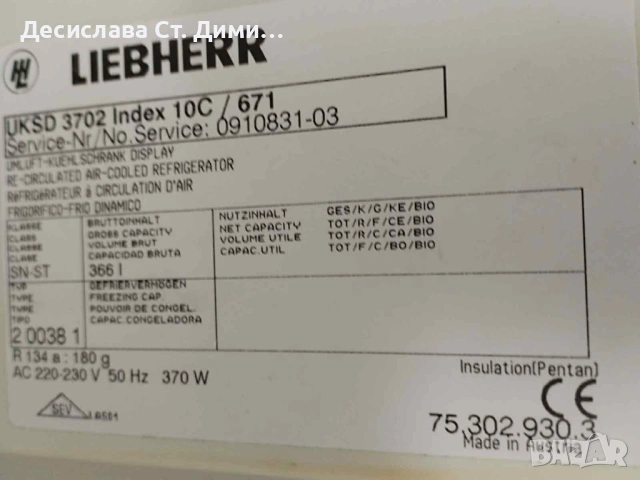 Десислава Ст. Дими...
LIEBHERR
UKSD 3702 Index 10C / 671
Service-Nr/No.Service: 0910831-03
UMLUFT-KUEHLSCHRANK DISPLAY
RE-CIRCULATED AIR-COOLED REFRIGERATOR
REFRIGERATEUR à CIRCULATION D'AIR
FRIGORIFICO-FRIO DINAMICO
KLASSE
CLASS
CLASSE
CLASE
SN-ST
BRUTTOINHALT
GROSS CAPACITY
VOLUME BRUT
CAPACIDAD BRUTA
366 l
NUTZINHALT
NET CAPACITY
VOLUME UTILE
CAPAC.UTIL
GES/K/G/KE/BIO
TOT/R/F/CE/BIO
TOT/R/C/CA/BIO
TOT/F/C/BO/BIO
TYP
TYPE
TYPE
TIPO
2 0038 1
GEFRIERVERMÖGEN
FREEZING CAP.
POUVOIR DE CONGEL.
CAPAC.CONGELADORA
R 134 a : 180 g
AC 220-230 V 50 Hz 370 W
Insulation(Pentan)
SEV
CE
75.302.930.3
Made in Austria
BAZAR